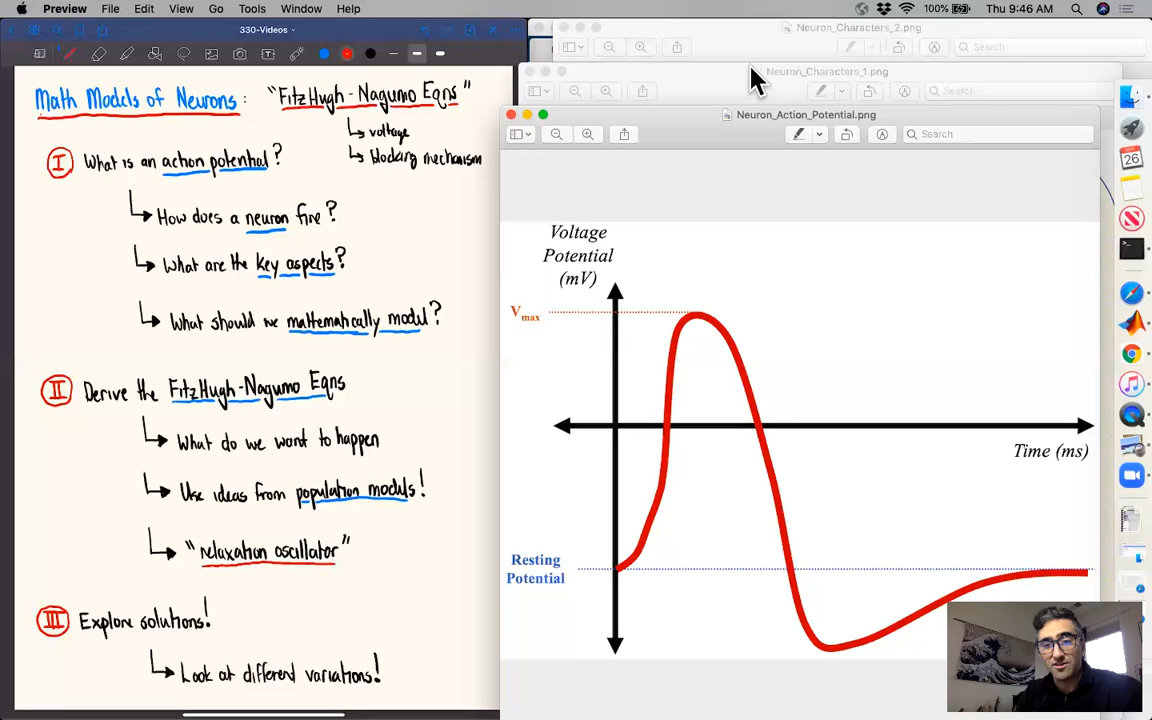 Preview File Edit View Go Tools Window Help
100% Thu 9:46 AM
330-Videos
Math Models of Neurons: "FitzHugh-Nagumo Eqns"
voltage
blocking mechanism
I What is an action potential?
How does a neuron fire?
What are the key aspects?
What should we mathematically model?
II Derive the FitzHugh-Nagumo Eqns
What do we want to happen
Use ideas from population models!
"relaxation oscillator"
III Explore solutions!
Look at different variations!
Neuron_Characters_2.png
Search
Neuron_Characters_1.png
Search
Neuron_Action_Potential.png
Search
Voltage
Potential
(mV)
Vmax
Time (ms)
Resting
Potential
26